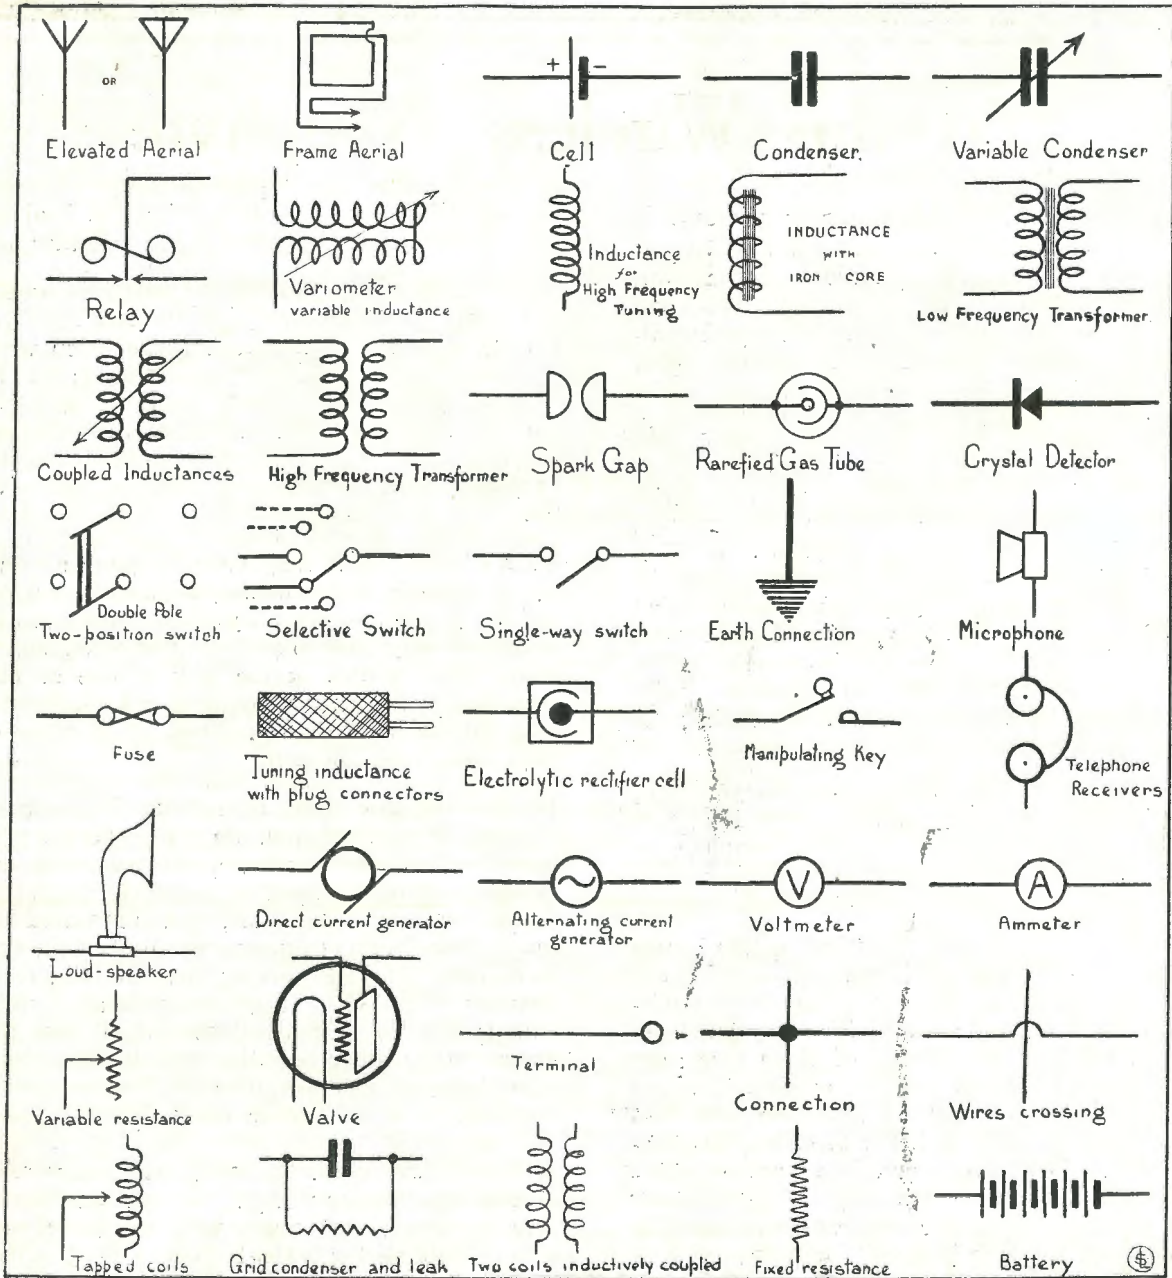 OR
Elevated Aerial
Frame Aerial
+ −
Cell
Condenser.
Variable Condenser
Relay
Variometer
variable inductance
Inductance
for
High Frequency
Tuning
INDUCTANCE
WITH
IRON CORE
Low Frequency Transformer.
Coupled Inductances
High Frequency Transformer
Spark Gap
Rarefied Gas Tube
Crystal Detector
Double Pole
Two-position switch
Selective Switch
Single-way switch
Earth Connection
Microphone
Fuse
Tuning inductance
with plug connectors
Electrolytic rectifier cell
Manipulating Key
Telephone
Receivers
Loud-speaker
Direct current generator
Alternating current
generator
V
Voltmeter
A
Ammeter
Variable resistance
Valve
Terminal
Connection
Wires crossing
Tapped coils
Grid condenser and leak
Two coils inductively coupled
Fixed resistance
Battery